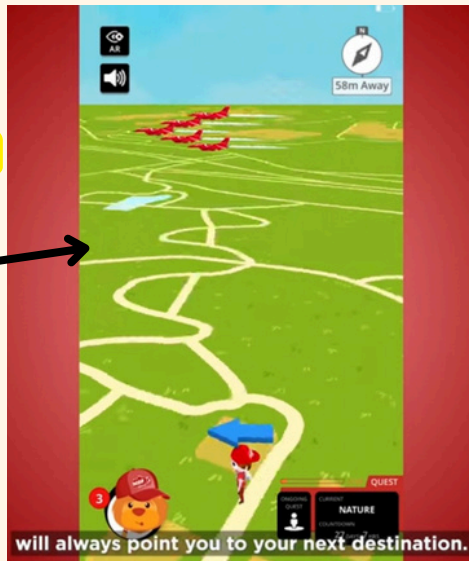 AR
N
58m Away
3
QUEST
ONGOING
QUEST
CURRENT
NATURE
COUNTDOWN
will always point you to your next destination.